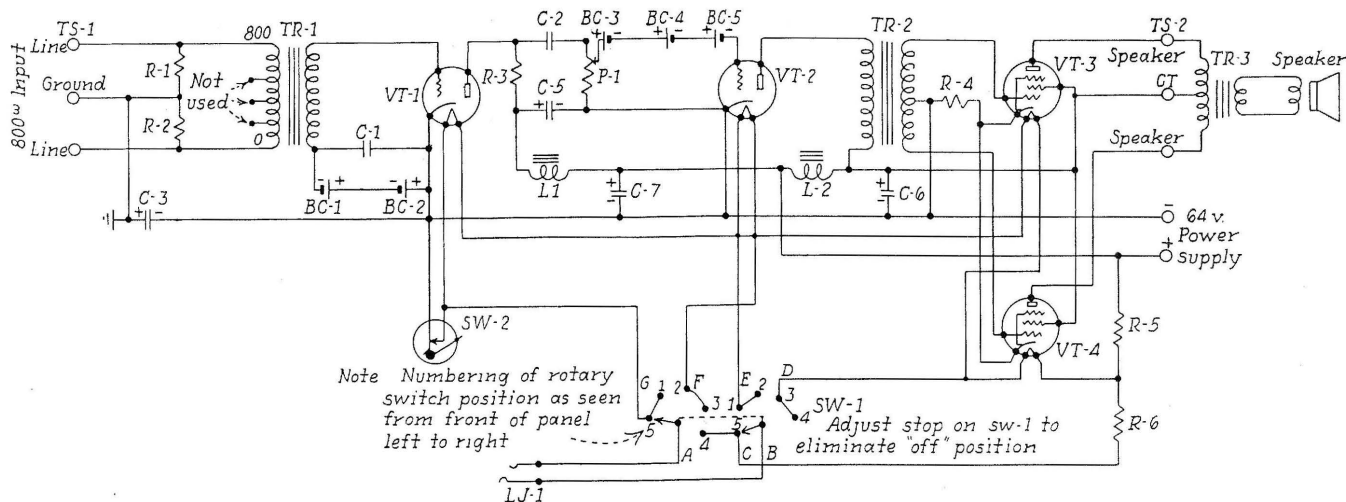 800ω Input
TS-1
Line
Ground
Line
R-1
R-2
Not
used
800
0
TR-1
C-1
BC-1
BC-2
C-3
VT-1
C-2
R-3
C-5
P-1
BC-3
BC-4
BC-5
VT-2
L1
C-7
L-2
C-6
TR-2
R-4
VT-3
VT-4
TS-2
Speaker
CT
Speaker
TR-3
Speaker
64 v.
Power
supply
R-5
R-6
SW-2
Note Numbering of rotary
switch position as seen
from front of panel
left to right
G 1 2 F 3
E 2 1
D 3 4
5 4 5
A C B
SW-1
Adjust stop on sw-1 to
eliminate "off" position
LJ-1